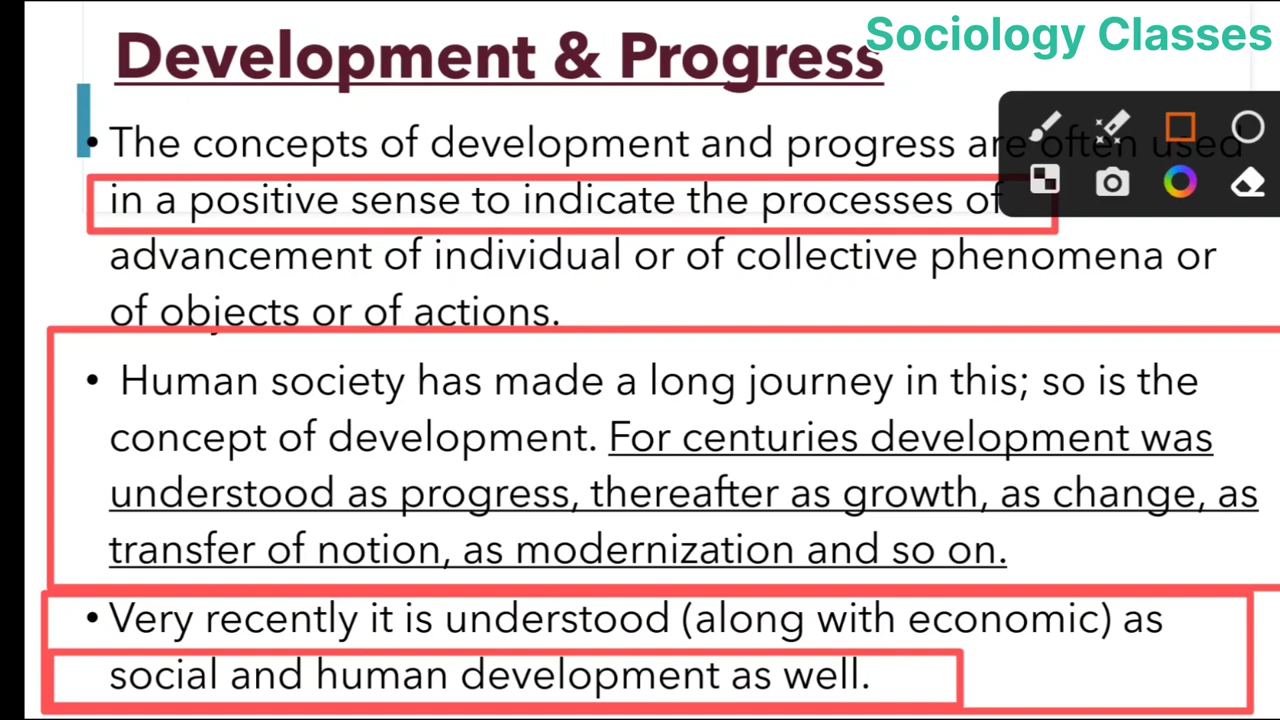 Sociology Classes
Development & Progress
• The concepts of development and progress are often used
in a positive sense to indicate the processes of
advancement of individual or of collective phenomena or
of objects or of actions.
• Human society has made a long journey in this; so is the
concept of development. For centuries development was
understood as progress, thereafter as growth, as change, as
transfer of notion, as modernization and so on.
• Very recently it is understood (along with economic) as
social and human development as well.